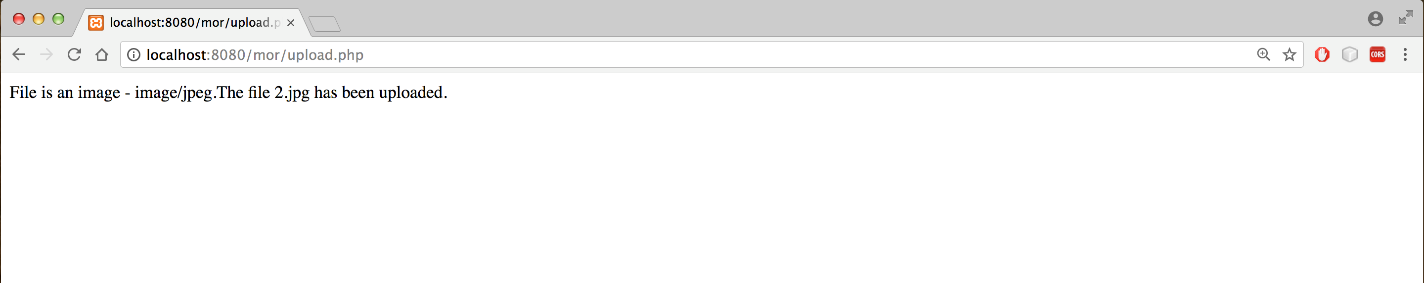 localhost:8080/mor/upload.p
localhost:8080/mor/upload.php
CORS
File is an image - image/jpeg.The file 2.jpg has been uploaded.